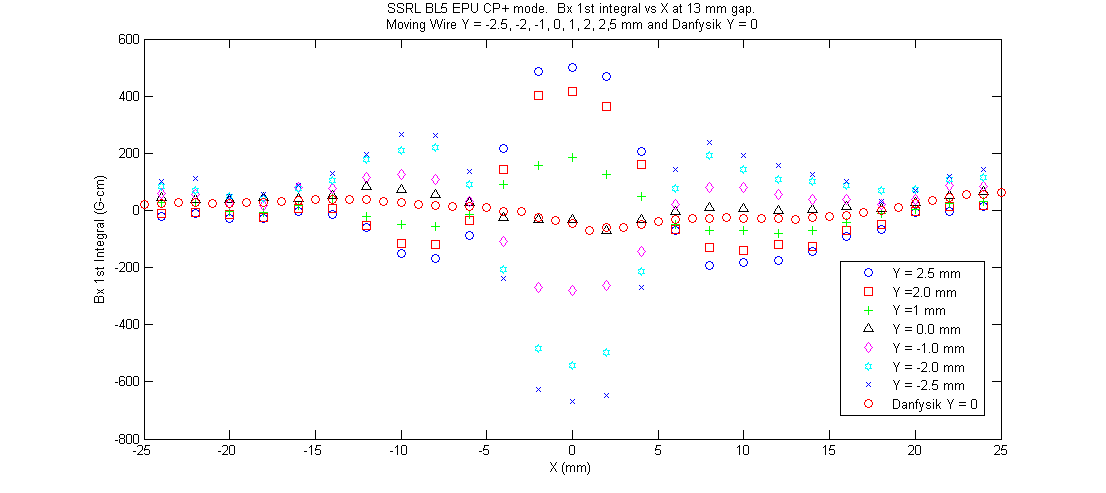 SSRL BL5 EPU CP+ mode.  Bx 1st integral vs X at 13 mm gap.
Moving Wire Y = -2.5, -2, -1, 0, 1, 2, 2,5 mm and Danfysik Y = 0
600
400
200
0
-200
-400
-600
-800
Bx 1st Integral (G-cm)
Y = 2.5 mm
Y =2.0 mm
Y =1 mm
Y = 0.0 mm
Y = -1.0 mm
Y = -2.0 mm
Y = -2.5 mm
Danfysik Y = 0
-25 -20 -15 -10 -5 0 5 10 15 20 25
X (mm)